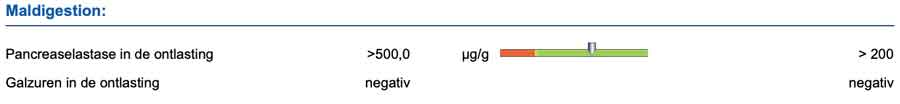 Maldigestion:
Pancreaselastase in de ontlasting >500,0 µg/g > 200
Galzuren in de ontlasting negativ negativ